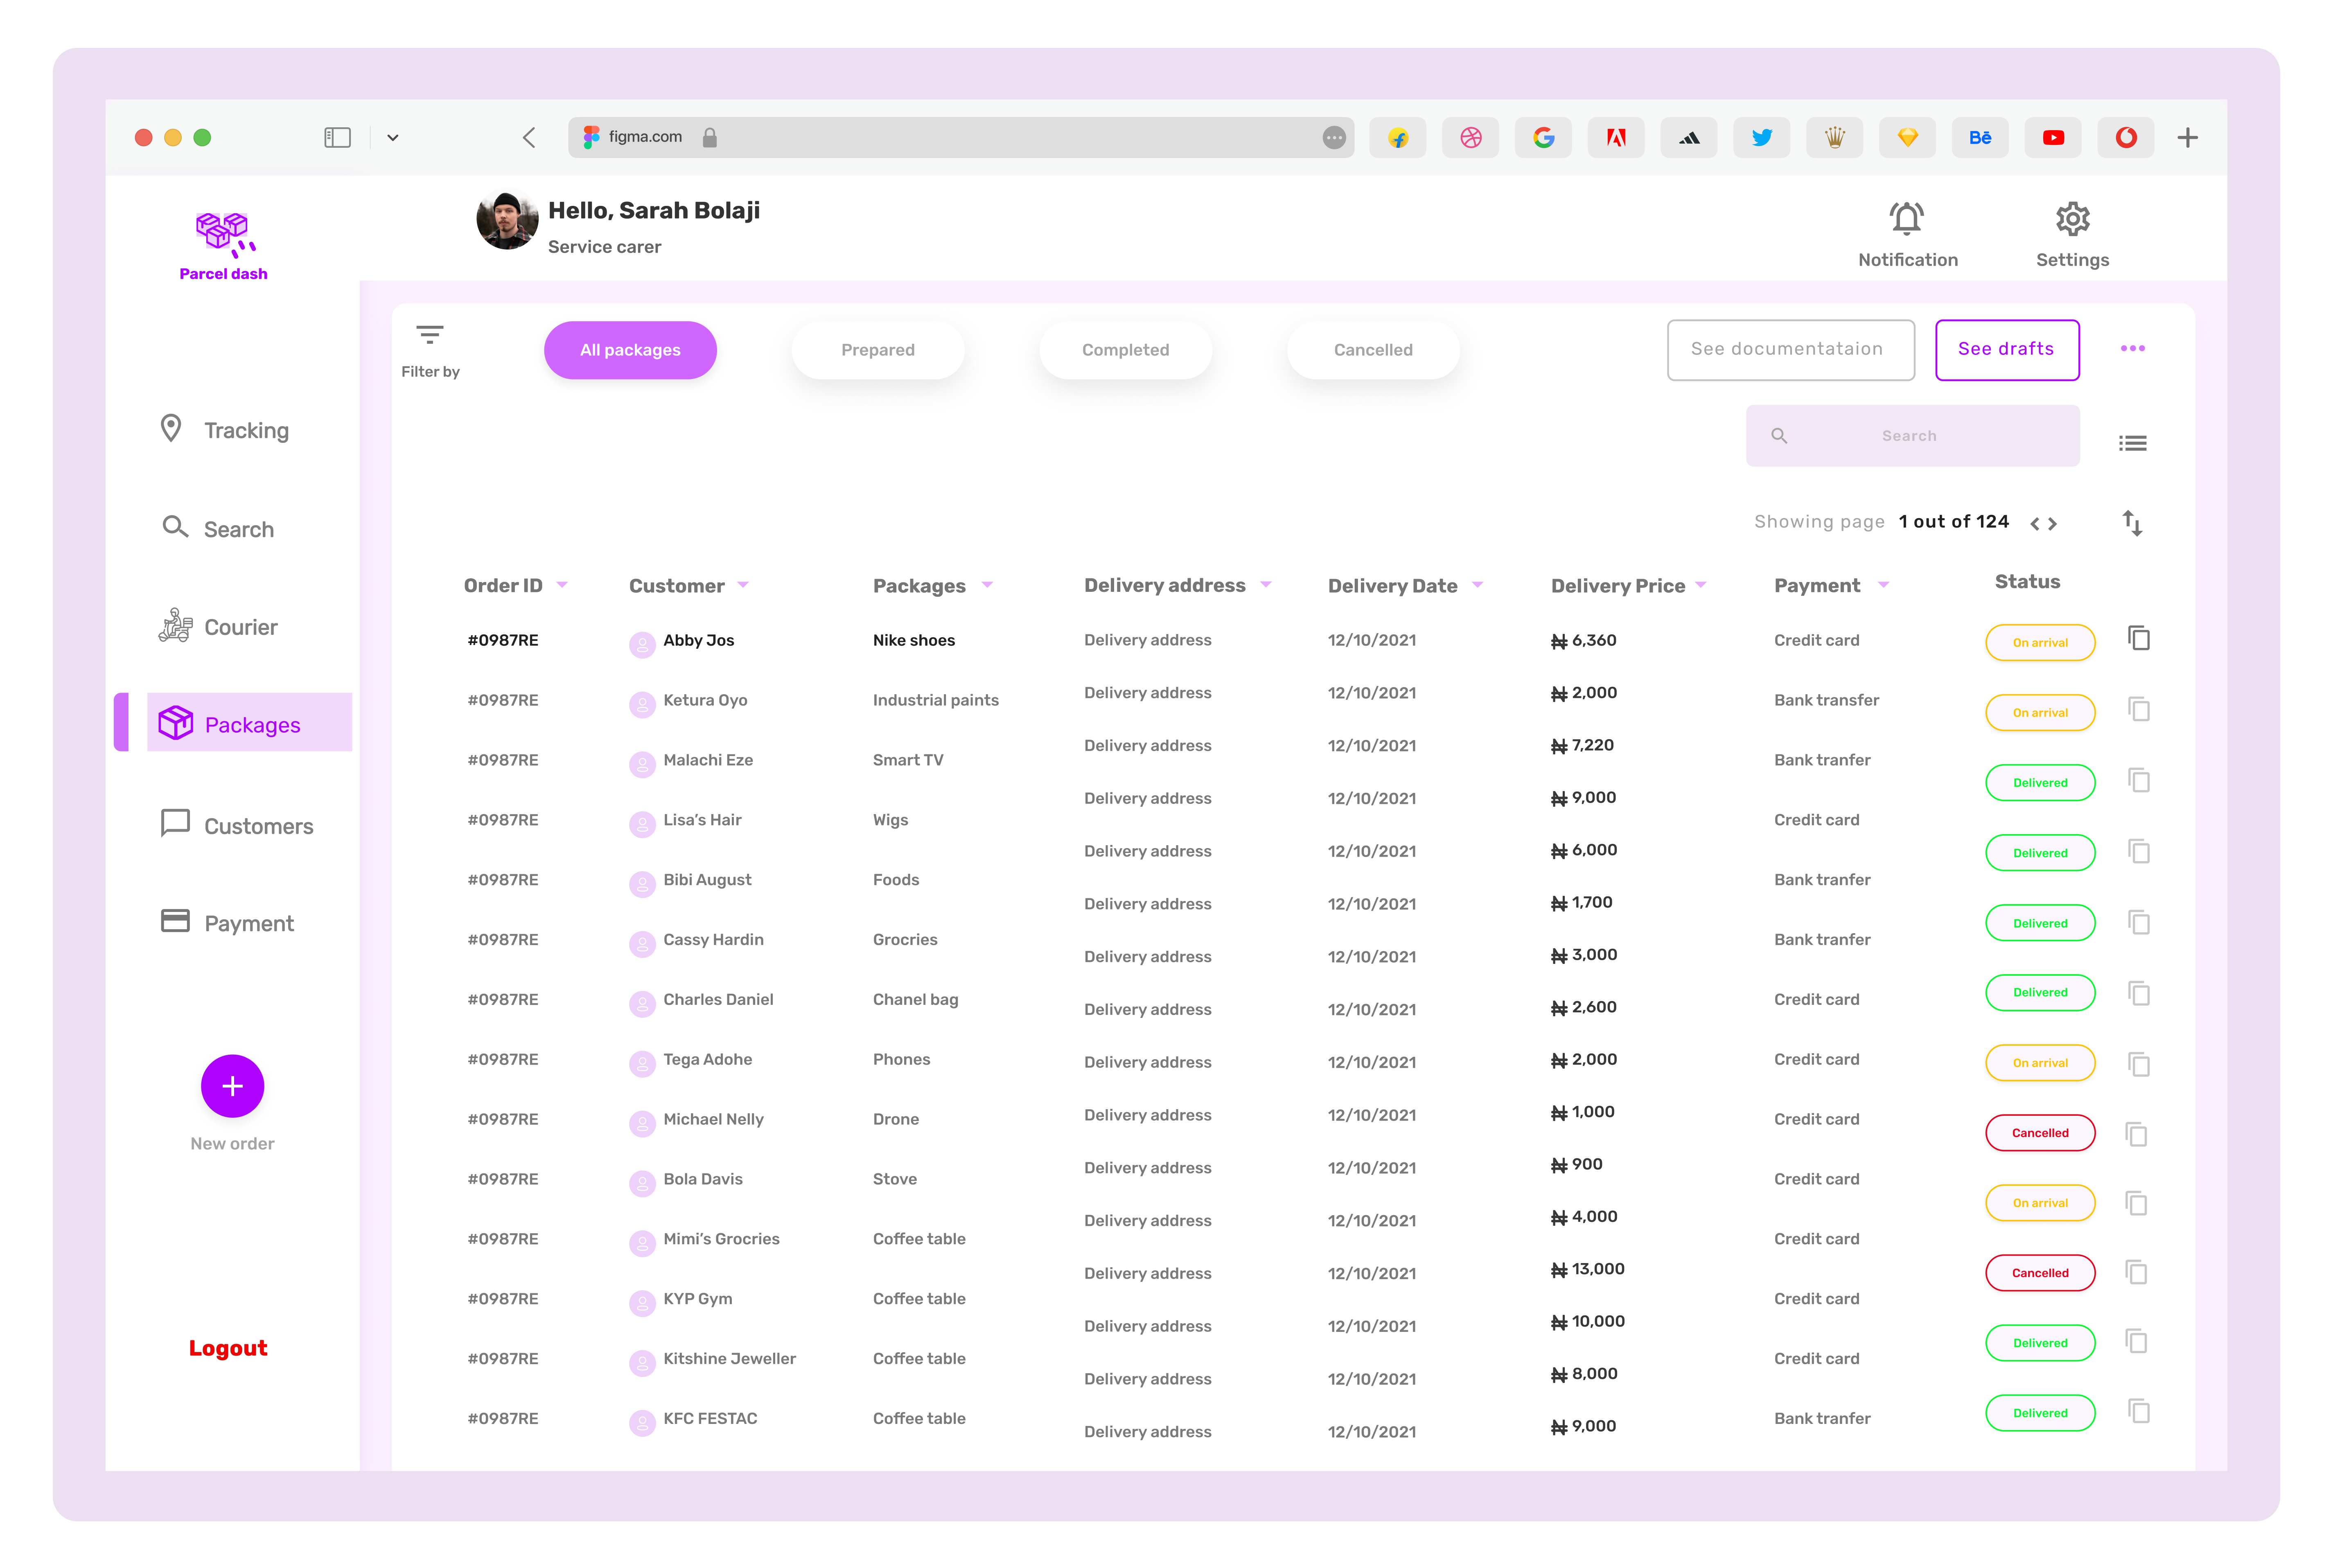 figma.com
Bē
Parcel dash
Hello, Sarah Bolaji
Service carer
Notification
Settings
Filter by
All packages
Prepared
Completed
Cancelled
See documentataion
See drafts
Search
Showing page 1 out of 124
Tracking
Search
Courier
Packages
Customers
Payment
New order
Logout
Order ID Customer Packages Delivery address Delivery Date Delivery Price Payment Status
#0987RE Abby Jos Nike shoes Delivery address 12/10/2021 ₦ 6,360 Credit card On arrival
#0987RE Ketura Oyo Industrial paints Delivery address 12/10/2021 ₦ 2,000 Bank transfer On arrival
#0987RE Malachi Eze Smart TV Delivery address 12/10/2021 ₦ 7,220 Bank tranfer Delivered
#0987RE Lisa’s Hair Wigs Delivery address 12/10/2021 ₦ 9,000 Credit card Delivered
#0987RE Bibi August Foods Delivery address 12/10/2021 ₦ 6,000 Bank tranfer Delivered
#0987RE Cassy Hardin Grocries Delivery address 12/10/2021 ₦ 1,700 Bank tranfer Delivered
#0987RE Charles Daniel Chanel bag Delivery address 12/10/2021 ₦ 3,000 Credit card On arrival
#0987RE Tega Adohe Phones Delivery address 12/10/2021 ₦ 2,600 Credit card Cancelled
#0987RE Michael Nelly Drone Delivery address 12/10/2021 ₦ 2,000 Credit card On arrival
#0987RE Bola Davis Stove Delivery address 12/10/2021 ₦ 1,000 Credit card Cancelled
#0987RE Mimi’s Grocries Coffee table Delivery address 12/10/2021 ₦ 900 Credit card Delivered
#0987RE KYP Gym Coffee table Delivery address 12/10/2021 ₦ 4,000 Credit card Delivered
#0987RE Kitshine Jeweller Coffee table Delivery address 12/10/2021 ₦ 13,000 Credit card
#0987RE KFC FESTAC Coffee table Delivery address 12/10/2021 ₦ 10,000 Bank tranfer
Delivery address 12/10/2021 ₦ 8,000
Delivery address 12/10/2021 ₦ 9,000